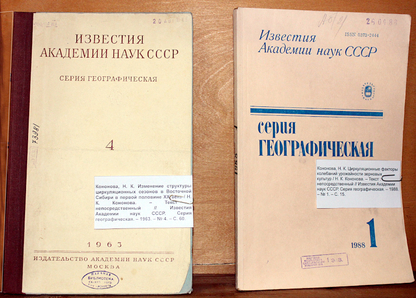 ИЗВЕСТИЯ
АКАДЕМИИ НАУК СССР
СЕРИЯ ГЕОГРАФИЧЕСКАЯ
4
Кононова, Н. К. Изменение структуры
циркуляционных сезонов в Восточной
Сибири в первой половине
К. Кононова. – Текст
непосредственный // Известия
Академии наук СССР. Серия
географическая. – 1963. – № 4. – С.
1963
ИЗДАТЕЛЬСТВО АКАДЕМИИ НАУК СССР
МОСКВА
Известия
Академии наук СССР
серия
ГЕОГРАФИЧЕСКАЯ
Кононова, Н. К. Циркуляционные факторы
колебаний урожайности зерновых
культур / Н. К. Кононова. – Текст
непосредственный // Известия Академии
наук СССР. Серия географическая. –
– № 1. – С.
1988
1
1988 1